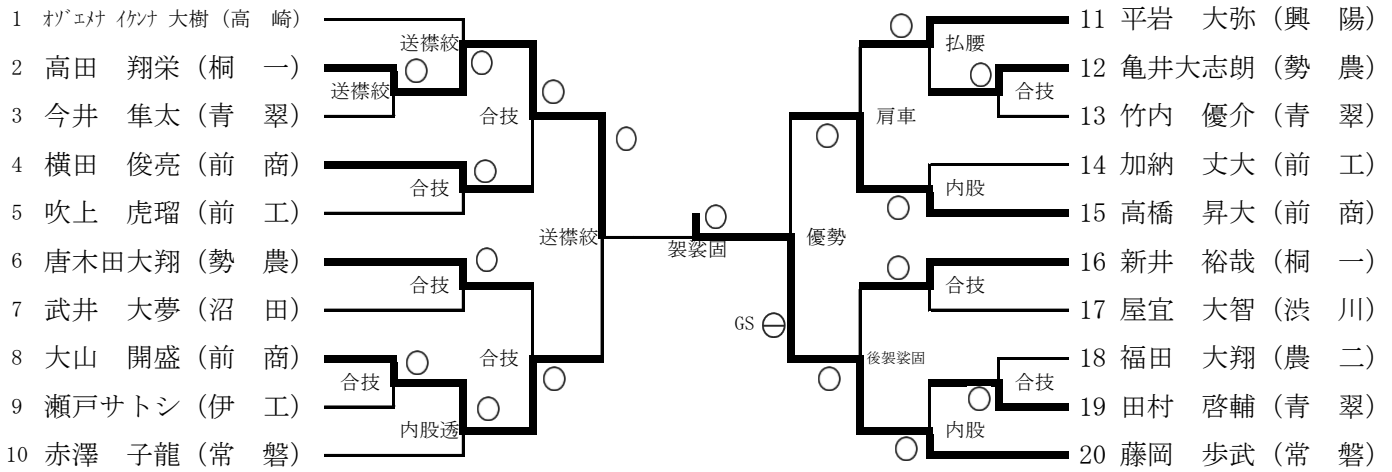 1 ｵｿﾞｴﾒﾅ ｲｹﾝﾅ 大樹（高　崎）
2 高田　翔栄（桐　一）
3 今井　隼太（青　翠）
4 横田　俊亮（前　商）
5 吹上　虎瑠（前　工）
6 唐木田大翔（勢　農）
7 武井　大夢（沼　田）
8 大山　開盛（前　商）
9 瀬戸サトシ（伊　工）
10 赤澤　子龍（常　磐）
送襟絞
送襟絞
合技
合技
送襟絞
合技
合技
合技
内股透
袈裟固
優勢
GS
払腰
合技
肩車
内股
合技
後袈裟固
合技
内股
11 平岩　大弥（興　陽）
12 亀井大志朗（勢　農）
13 竹内　優介（青　翠）
14 加納　丈大（前　工）
15 高橋　昇大（前　商）
16 新井　裕哉（桐　一）
17 屋宜　大智（渋　川）
18 福田　大翔（農　二）
19 田村　啓輔（青　翠）
20 藤岡　歩武（常　磐）